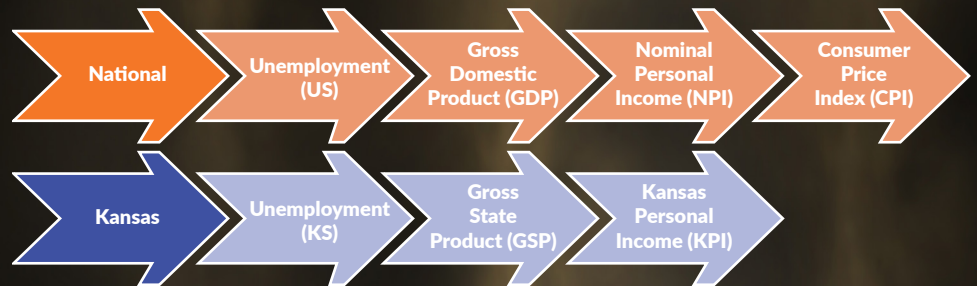 National
Unemployment
(US)
Gross
Domestic
Product (GDP)
Nominal
Personal
Income (NPI)
Consumer
Price
Index (CPI)
Kansas
Unemployment
(KS)
Gross
State
Product (GSP)
Kansas
Personal
Income (KPI)